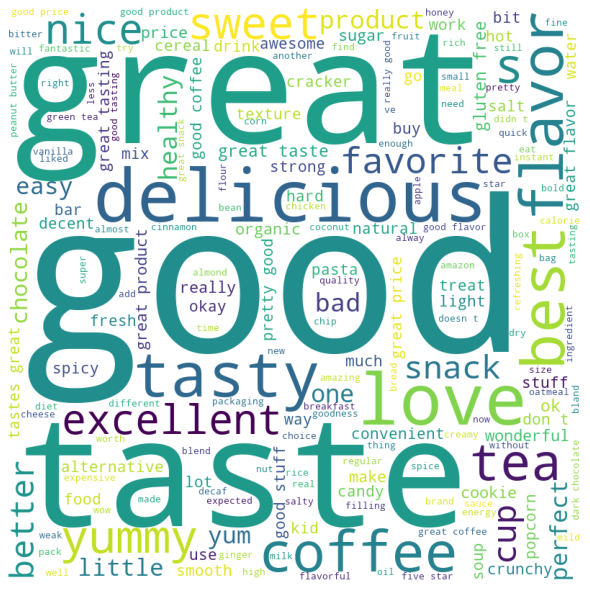 good price
good product
honey
bitter
nice
sweet
product
work
bit
fine
will
fantastic
try
price
sugar
find
fruit
rich
still
cereal
drink
awesome
go
hot
water
another
really good
pretty
peanut butter
right
less
great
s
flavor
ve
small
meal
need
didn t
green tea
great tasting
good tasting
healthy
good coffee
texture
corn
cracker
salt
gluten free
quick
vanilla
liked
great snack
mix
great taste
enough
buy
eat
instant
easy
flour
strong
favorite
star
bold
great flavor
bar
delicious
hard
apple
calorie
decent
almost
cinnamon
bean
organic
coconut
chicken
natural
alway
good flavor
box
tasting
super
good
almond
pasta
quality
treat
amazon
bag
refreshing
best
chocolate
add
great product
really
okay
pretty good
bad
light
fresh
time
chip
great price
doesn t
dry
ingredient
spicy
new
much
snack
tastes great
diet
different
packaging
amazing
bread
size
stuff
oatmeal
bland
cheese
tasty
breakfast
one
love
now
ok
excellent
goodness
way
creamy
without
don t
worth
choice
convenient
wonderful
better
alternative
blend
thing
taste
tea
expensive
nut
rice
regular
cookie
dark chocolate
food
lot
real
make
candy
spice
wow
made
decaf
expected
good stuff
salty
filling
brand
sauce
energy
popcorn
perfect
weak
yummy
yum
kid
coffee
great coffee
cup
soup
mild
pack
little
use
ginger
milk
crunchy
well
smooth
high
flavorful
five star
oil